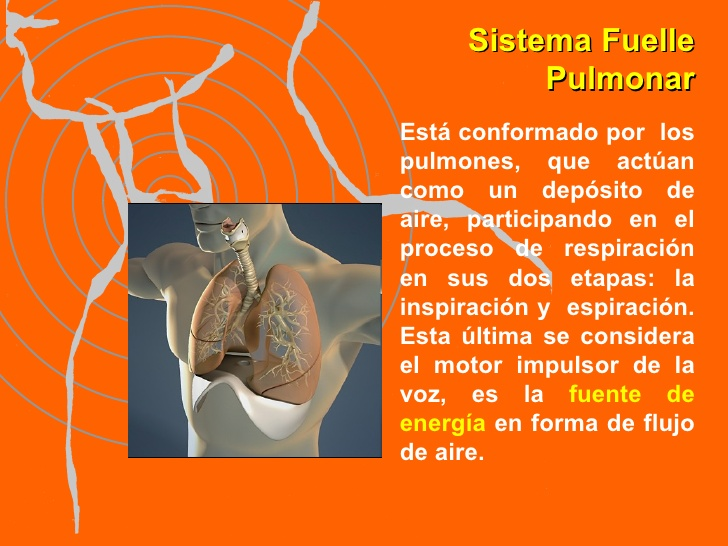 Sistema Fuelle
Pulmonar
Está conformado por los
pulmones, que actúan
como un depósito de
aire, participando en el
proceso de respiración
en sus dos etapas: la
inspiración y espiración.
Esta última se considera
el motor impulsor de la
voz, es la fuente de
energía en forma de flujo
de aire.